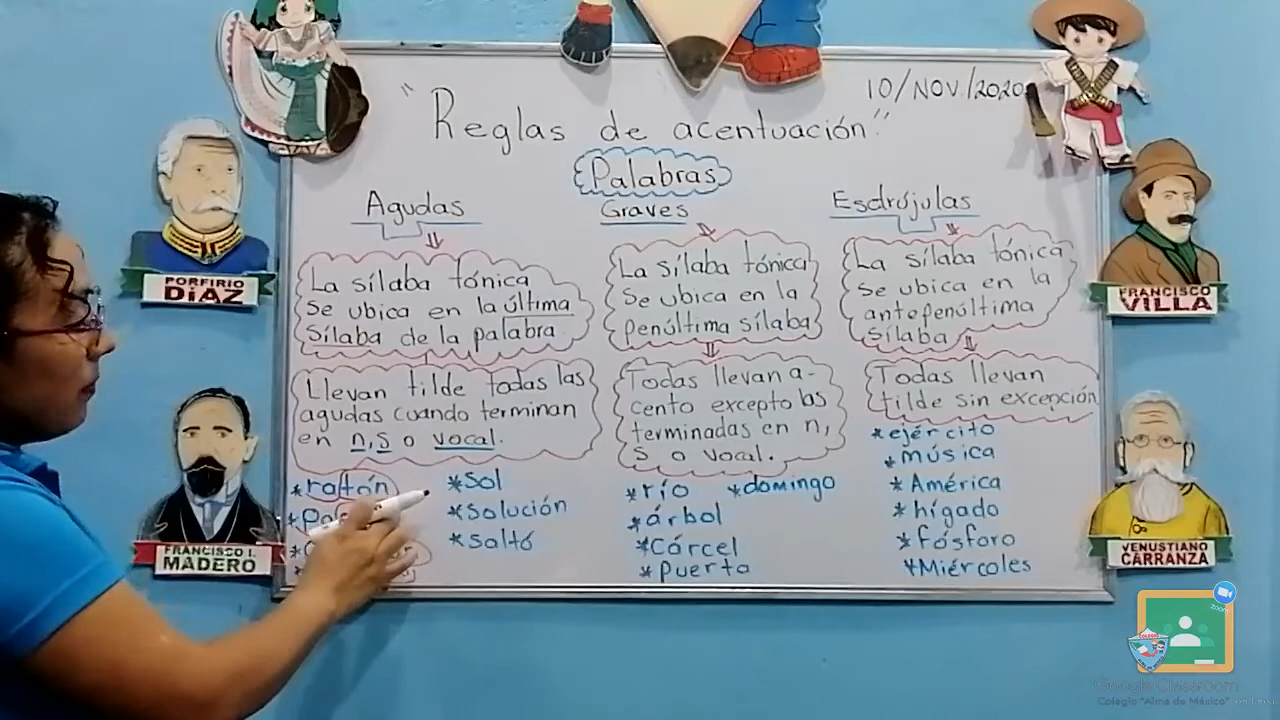 10/NOV/2020
"Reglas de acentuación"
Palabras
Agudas
La sílaba tónica
se ubica en la última
sílaba de la palabra.
Llevan tilde todas las
agudas cuando terminan
en n, s o vocal.
*ratón
*Sol
*Solución
*saltó
Graves
La sílaba tónica
se ubica en la
penúltima sílaba
Todas llevan a-
cento excepto las
terminadas en n,
s o vocal.
*río *domingo
*árbol
*Cárcel
*Puerta
Esdrújulas
La sílaba tónica
se ubica en la
antepenúltima
sílaba
Todas llevan
tilde sin excepción
*ejército
*música
*América
*hígado
*fósforo
*Miércoles
PORFIRIO
DíAZ
FRANCISCO I.
MADERO
FRANCISCO
VILLA
VENUSTIANO
CARRANZA
zoom
Google Classroom
Colegio "Alma de México"